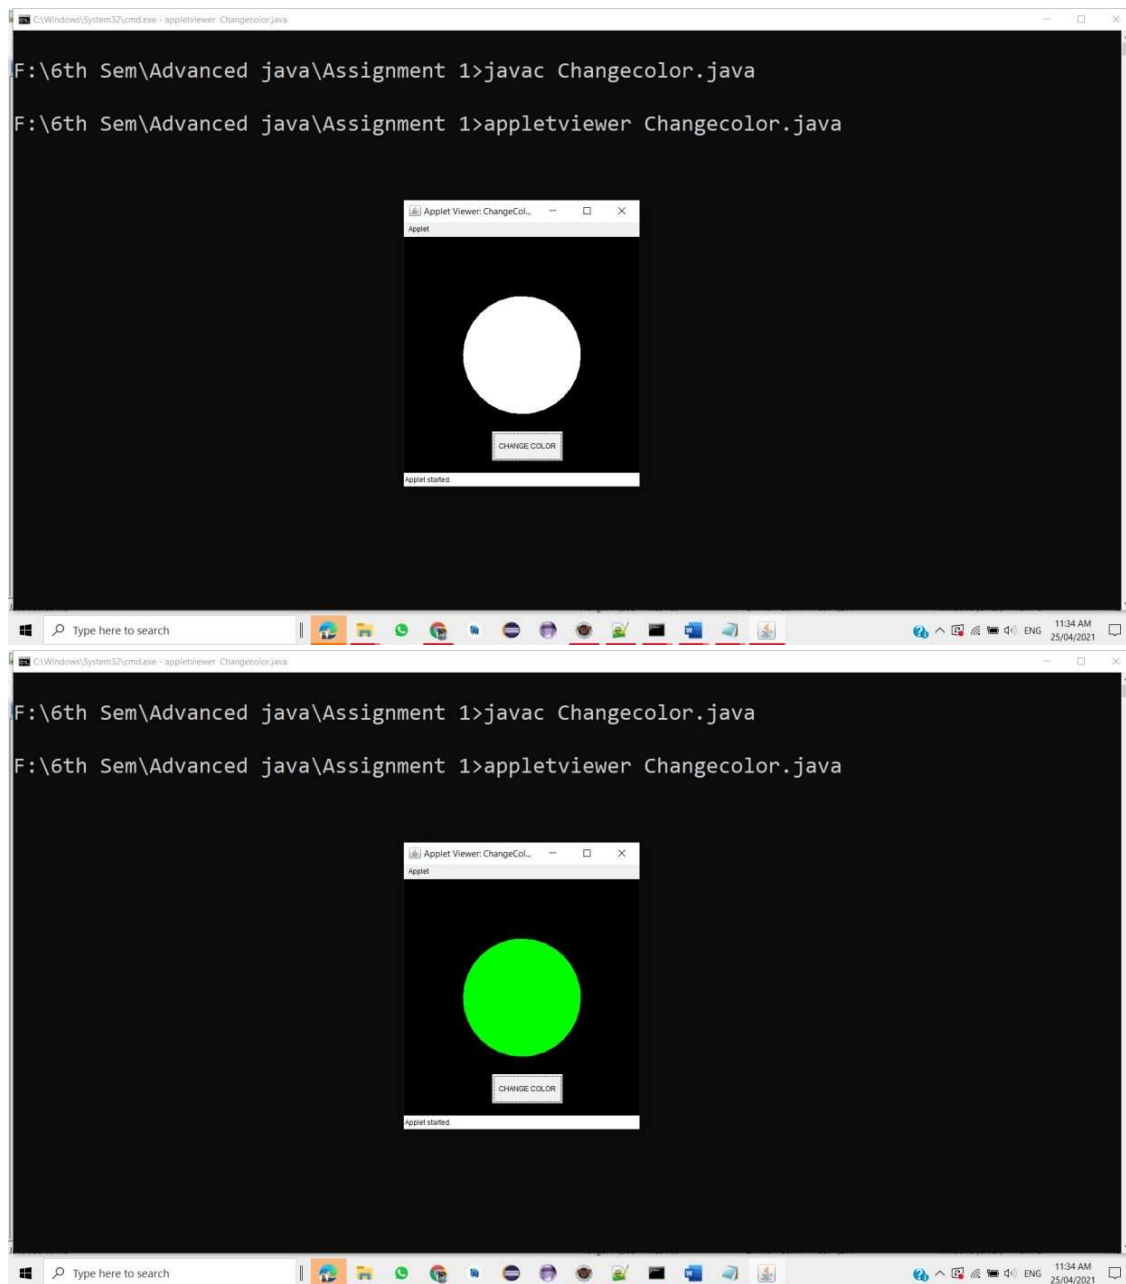 C:\Windows\System32\cmd.exe - appletviewer Changecolor.java
F:\6th Sem\Advanced java\Assignment 1>javac Changecolor.java
F:\6th Sem\Advanced java\Assignment 1>appletviewer Changecolor.java
Applet Viewer: ChangeCol...
Applet
CHANGE COLOR
Applet started.
Type here to search
ENG
11:34 AM
25/04/2021
C:\Windows\System32\cmd.exe - appletviewer Changecolor.java
F:\6th Sem\Advanced java\Assignment 1>javac Changecolor.java
F:\6th Sem\Advanced java\Assignment 1>appletviewer Changecolor.java
Applet Viewer: ChangeCol...
Applet
CHANGE COLOR
Applet started.
Type here to search
ENG
11:34 AM
25/04/2021